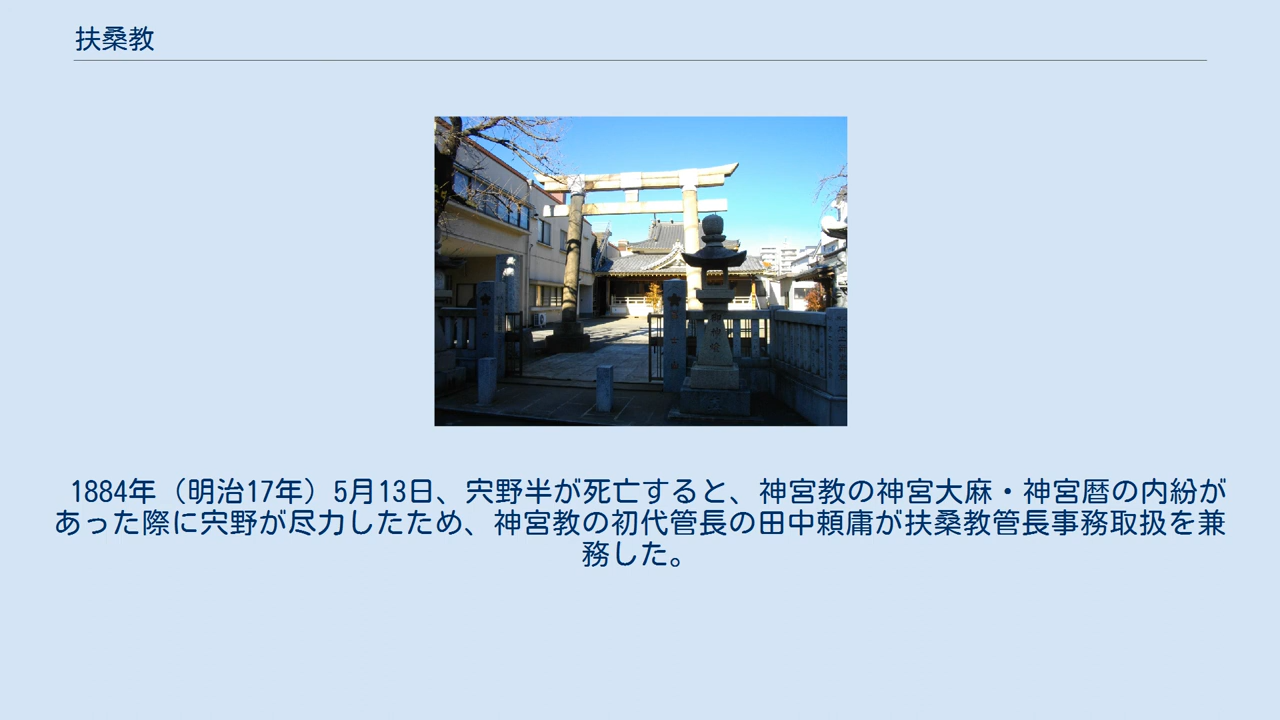 扶桑教
1884年（明治17年）5月13日、宍野半が死亡すると、神宮教の神宮大麻・神宮暦の内紛が
あった際に宍野が尽力したため、神宮教の初代管長の田中頼庸が扶桑教管長事務取扱を兼
務した。